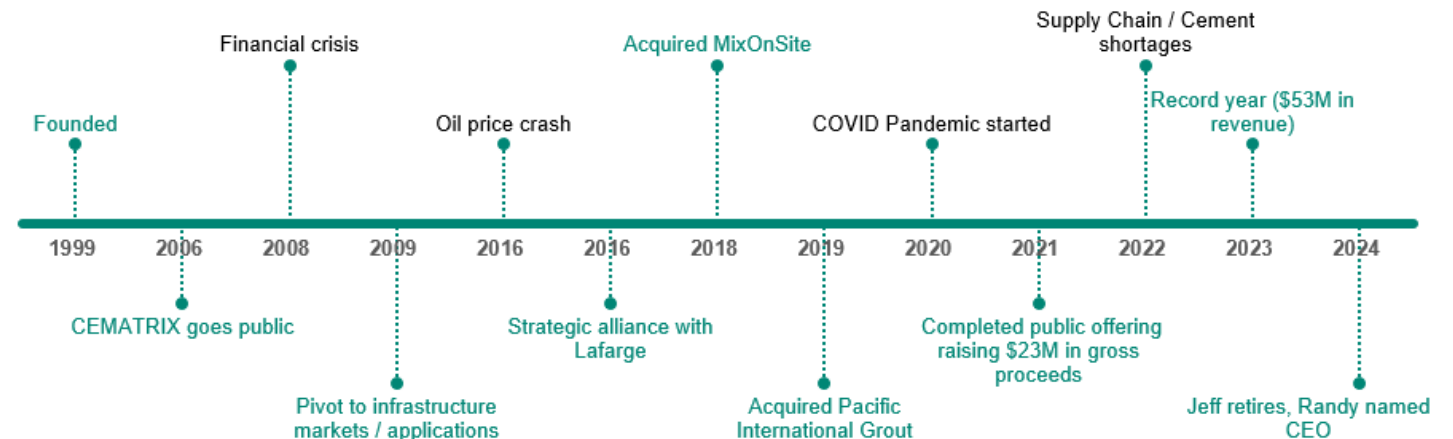 Supply Chain / Cement
shortages
Financial crisis
Acquired MixOnSite
Record year ($53M in
revenue)
Founded
Oil price crash
COVID Pandemic started
1999
2006
2008
2009
2016
2016
2018
2019
2020
2021
2022
2023
2024
CEMATRIX goes public
Strategic alliance with
Lafarge
Completed public offering
raising $23M in gross
proceeds
Pivot to infrastructure
markets / applications
Acquired Pacific
International Grout
Jeff retires, Randy named
CEO